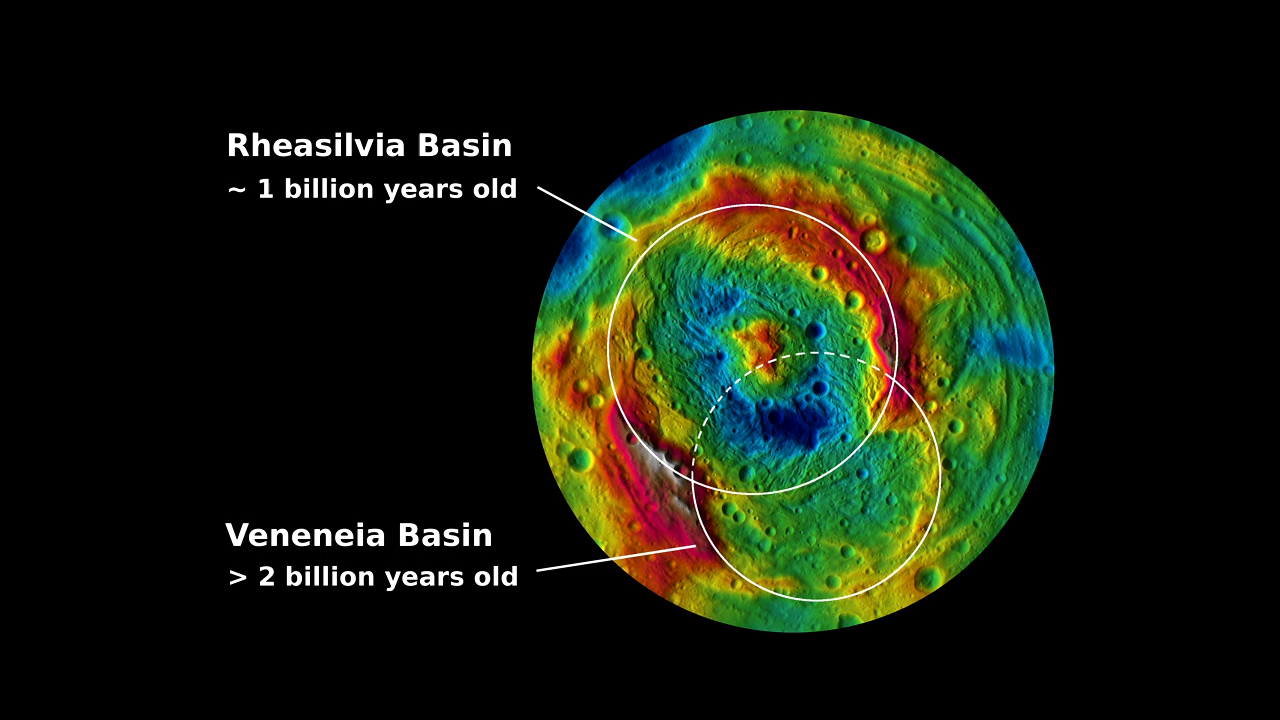 Rheasilvia Basin
~ 1 billion years old
Veneneia Basin
> 2 billion years old